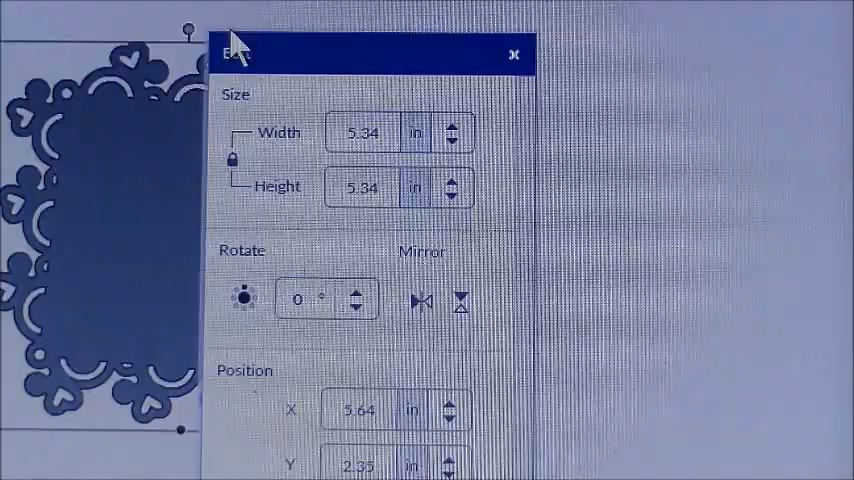 Size
Width 5.34 in
Height 5.34 in
Rotate Mirror
0 °
Position
X 5.64 in
Y 2.35 in